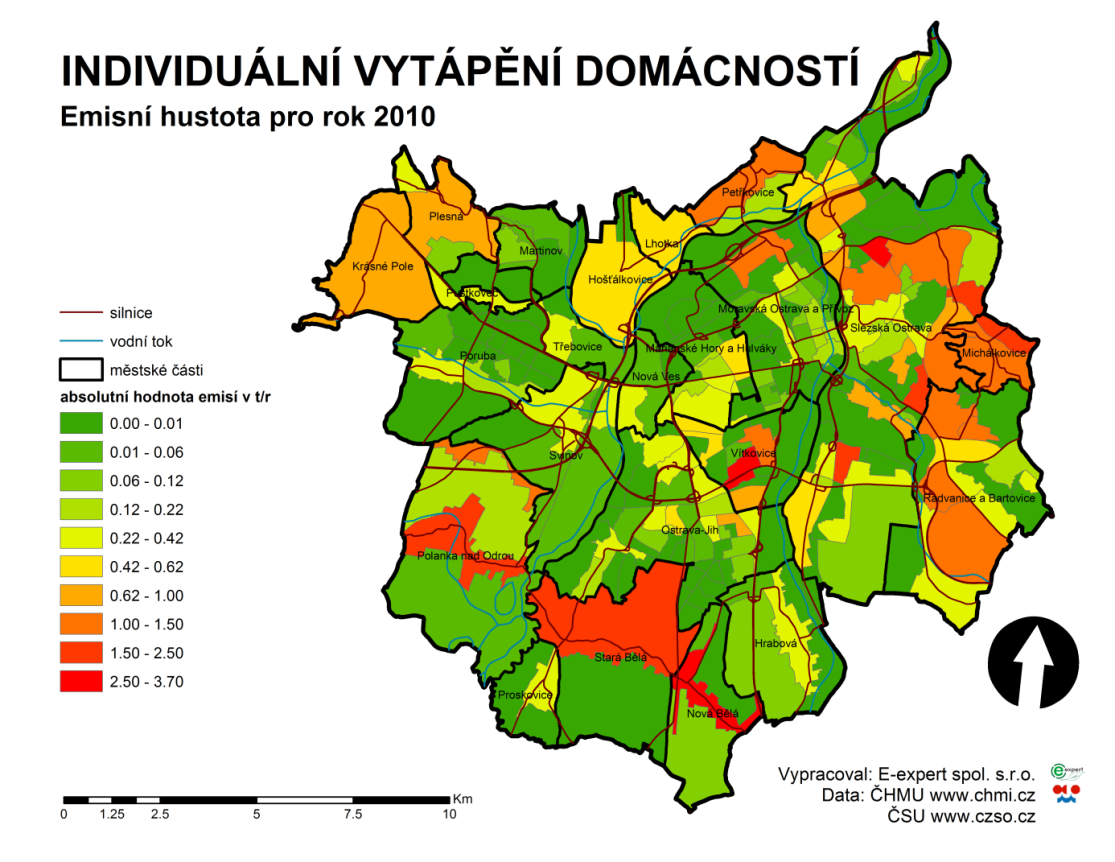 INDIVIDUÁLNÍ VYTÁPĚNÍ DOMÁCNOSTÍ
Emisní hustota pro rok 2010
Petřkovice
Plesná
Martinov
Lhotka
Krásné Pole
Hošťálkovice
Pustkovec
Moravská Ostrava a Přívoz
Slezská Ostrava
Třebovice
Mariánské Hory a Hulváky
Michálkovice
Poruba
Nová Ves
Svinov
Vítkovice
Radvanice a Bartovice
Ostrava-Jih
Polanka nad Odrou
Hrabová
Stará Bělá
Proskovice
Nová Bělá
silnice
vodní tok
městské části
absolutní hodnota emisí v t/r
0.00 - 0.01
0.01 - 0.06
0.06 - 0.12
0.12 - 0.22
0.22 - 0.42
0.42 - 0.62
0.62 - 1.00
1.00 - 1.50
1.50 - 2.50
2.50 - 3.70
Km
0 1.25 2.5 5 7.5 10
Vypracoval: E-expert spol. s.r.o.
e-expert
Data: ČHMU www.chmi.cz
ČSU www.czso.cz